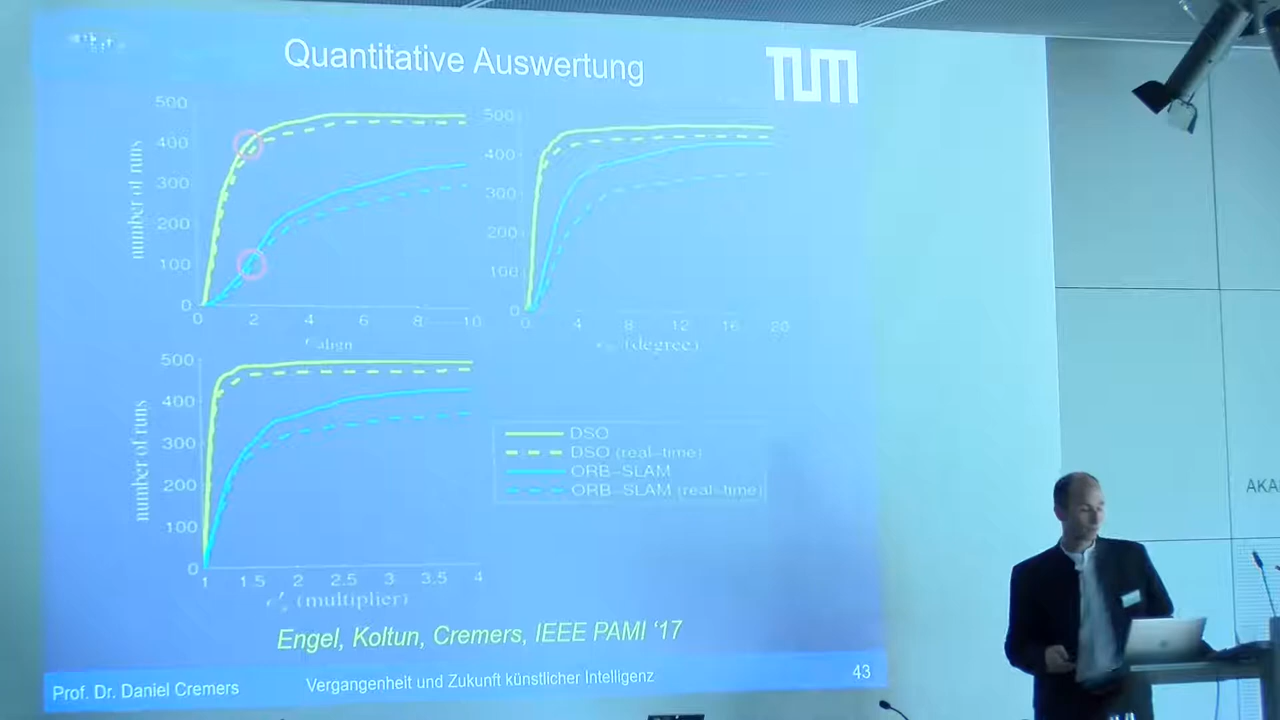 Quantitative Auswertung
TUM
500
400
300
200
100
0
number of runs
0 2 4 6 8 10
e align
500
400
300
200
100
0
0 4 8 12 16 20
(degree)
500
400
300
200
100
0
number of runs
1 1.5 2 2.5 3 3.5 4
(multiplier)
DSO
DSO (real-time)
ORB-SLAM
ORB-SLAM (real-time)
Engel, Koltun, Cremers, IEEE PAMI '17
Prof. Dr. Daniel Cremers
Vergangenheit und Zukunft künstlicher Intelligenz
43
AKA